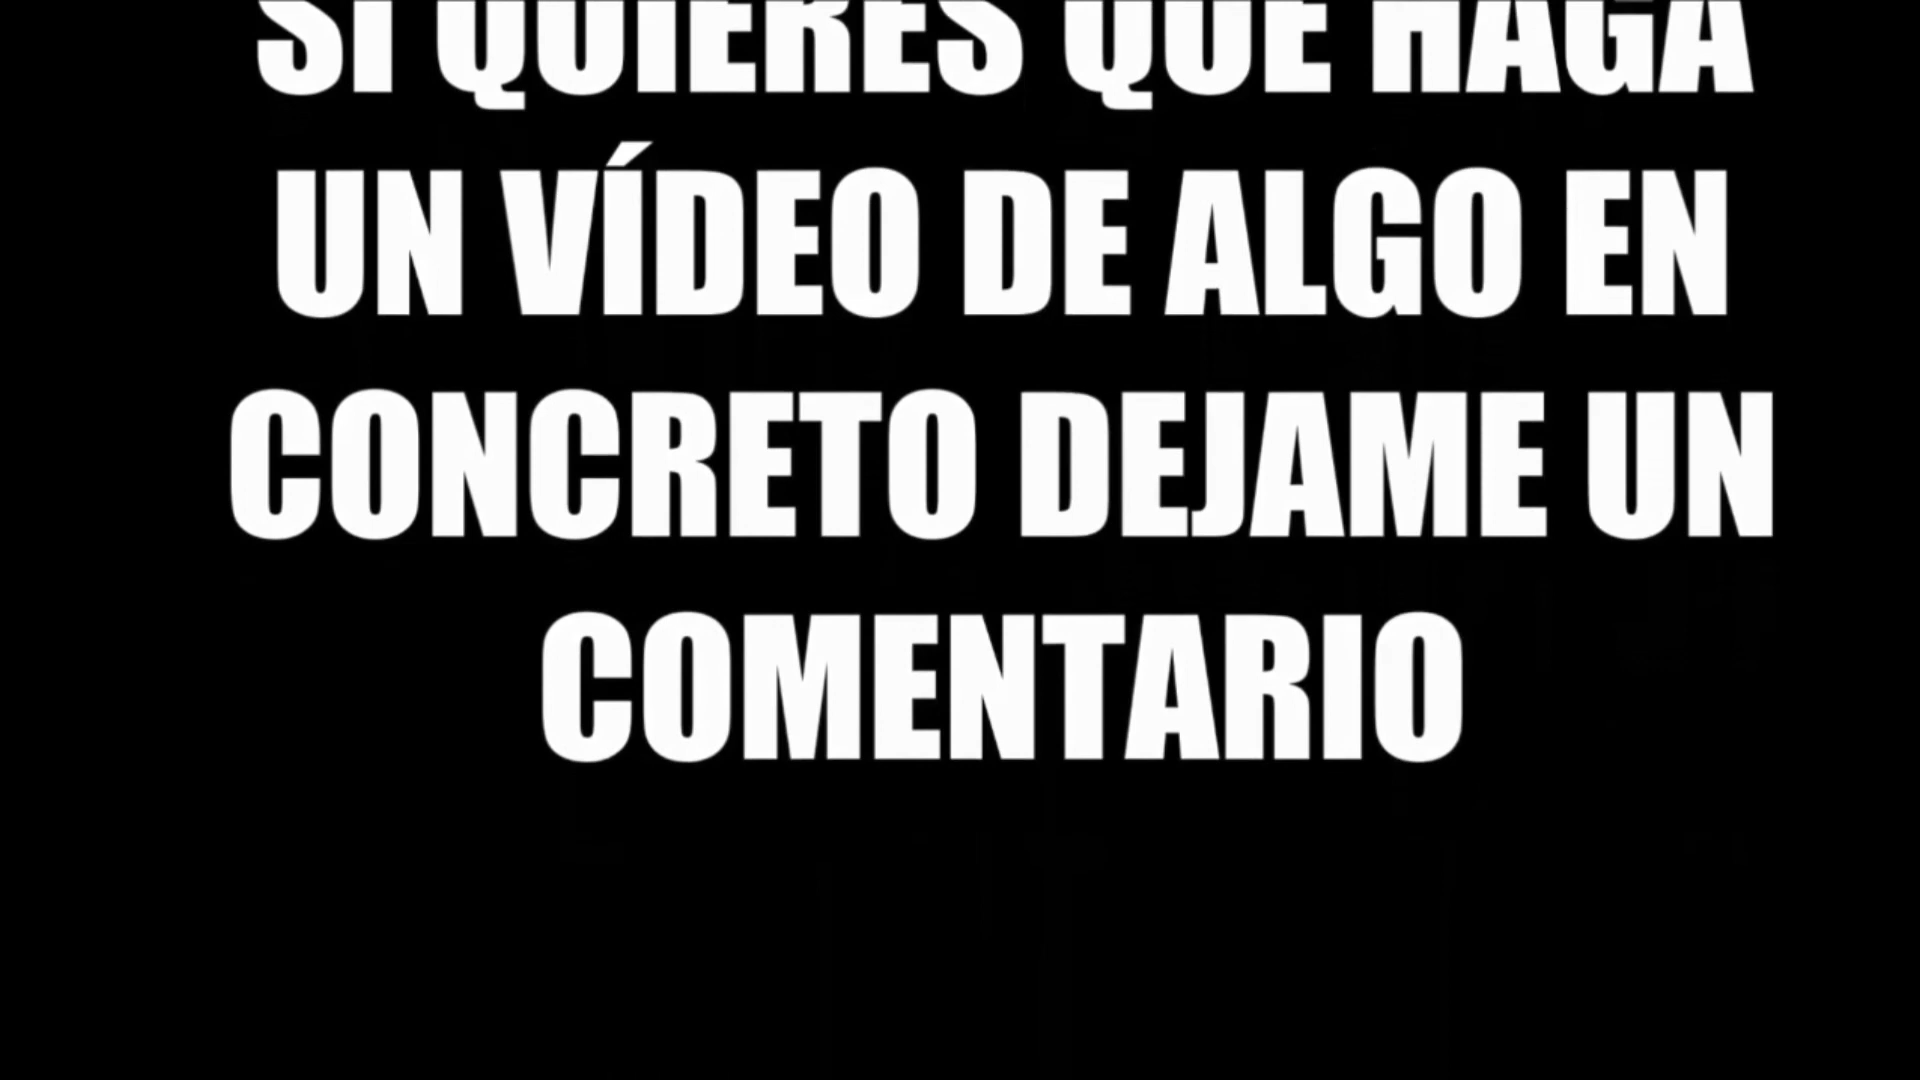 SI QUIERES QUE HAGA
UN VÍDEO DE ALGO EN
CONCRETO DEJAME UN
COMENTARIO